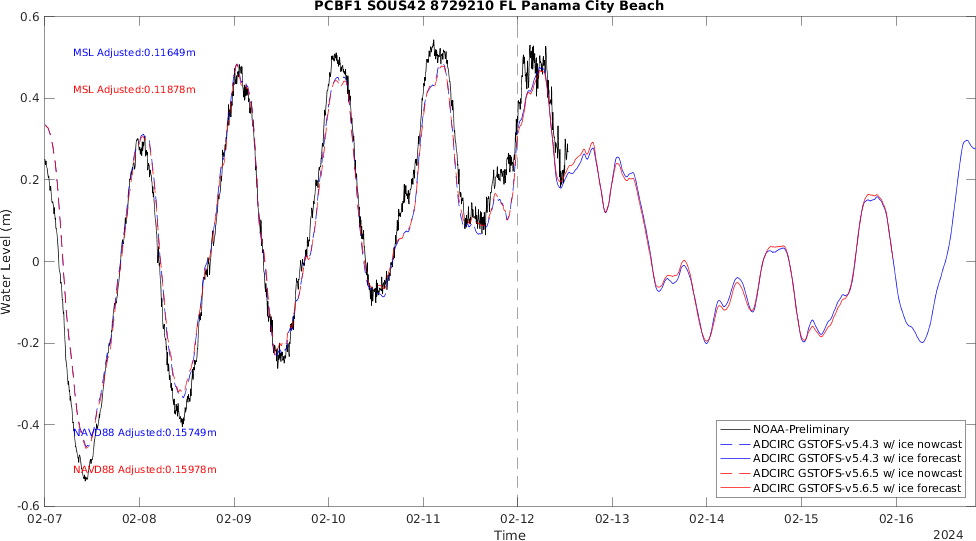 PCBF1 SOUS42 8729210 FL Panama City Beach
0.6
MSL Adjusted:0.11649m
MSL Adjusted:0.11878m
0.4
0.2
0
-0.2
-0.4
-0.6
Water Level (m)
NAVD88 Adjusted:0.15749m
NAVD88 Adjusted:0.15978m
NOAA-Preliminary
ADCIRC GSTOFS-v5.4.3 w/ ice nowcast
ADCIRC GSTOFS-v5.4.3 w/ ice forecast
ADCIRC GSTOFS-v5.6.5 w/ ice nowcast
ADCIRC GSTOFS-v5.6.5 w/ ice forecast
02-07 02-08 02-09 02-10 02-11 02-12 02-13 02-14 02-15 02-16
Time
2024